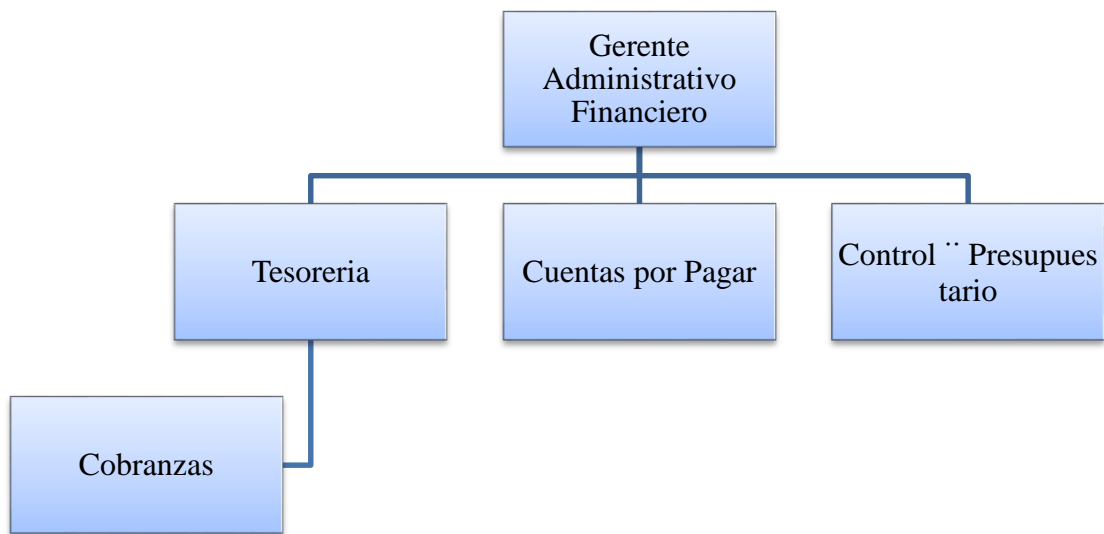 Gerente
Administrativo
Financiero
Tesoreria
Cuentas por Pagar
Control ¨ Presupues
tario
Cobranzas